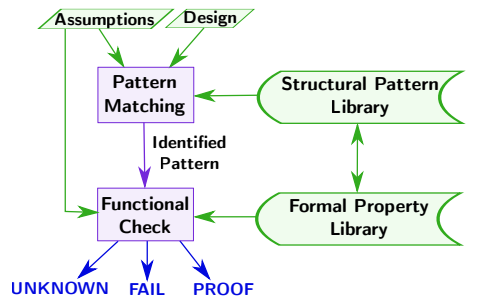 Assumptions
Design
Pattern
Matching
Structural Pattern
Library
Identified
Pattern
Functional
Check
Formal Property
Library
UNKNOWN
FAIL
PROOF